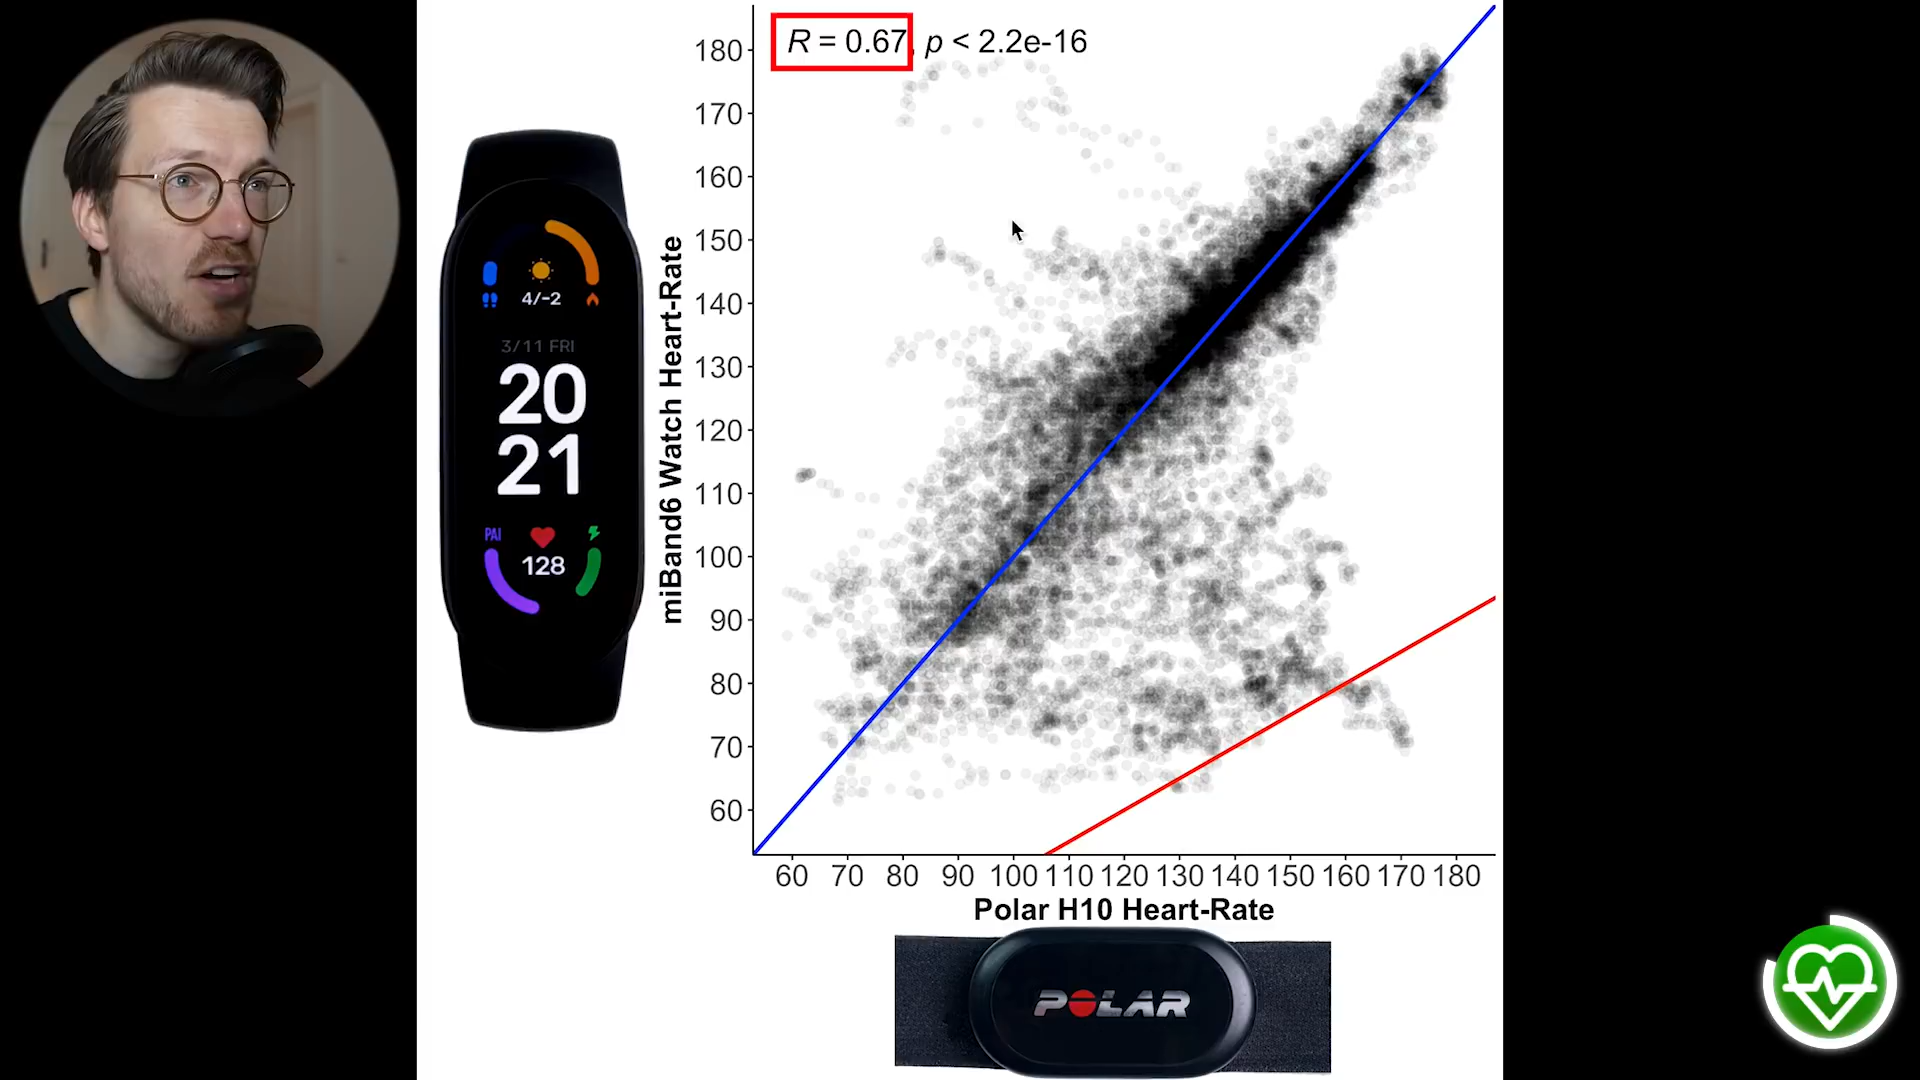 R = 0.67, p < 2.2e-16
180
170
160
150
140
130
120
110
100
90
80
70
60
miBand6 Watch Heart-Rate
4/-2
3/11 FRI
20
21
PAI
128
60 70 80 90 100 110 120 130 140 150 160 170 180
Polar H10 Heart-Rate
POLAR